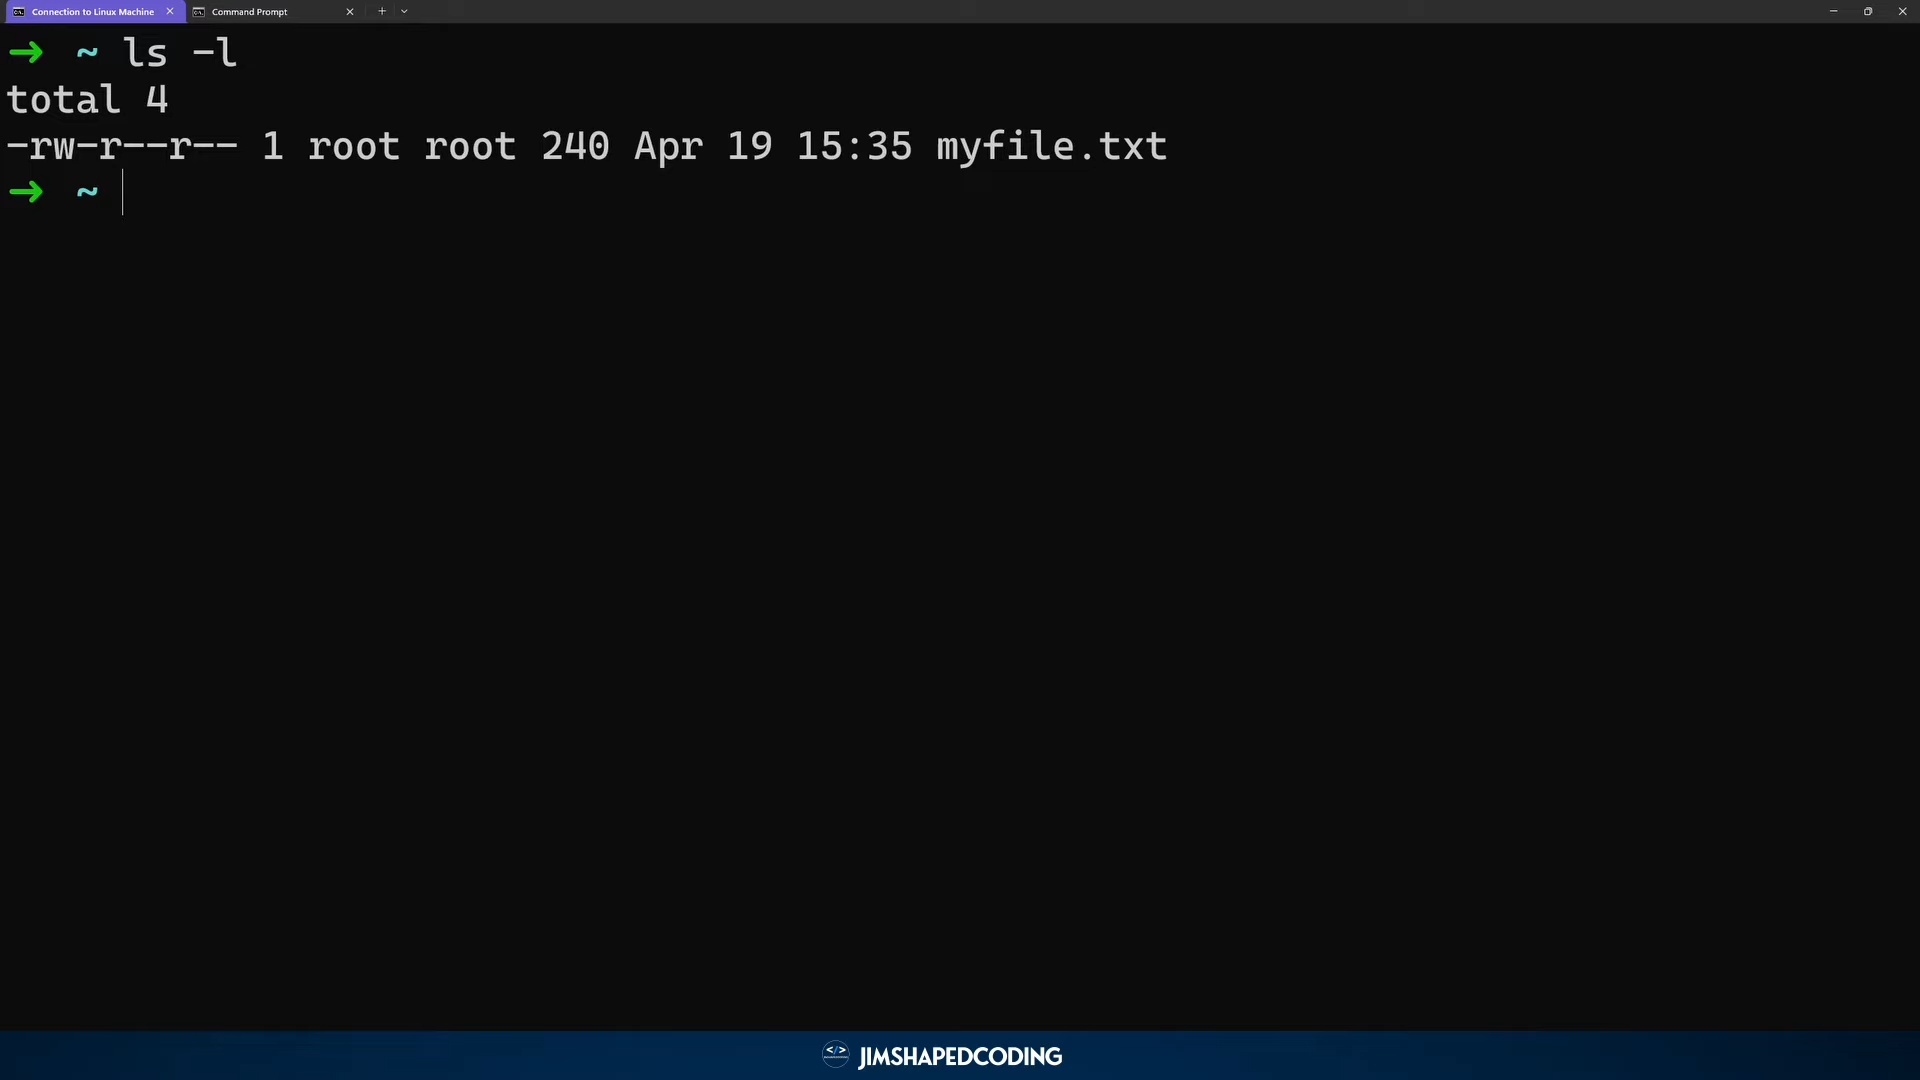 Connection to Linux Machine
Command Prompt
→ ~ ls -l
total 4
-rw-r--r-- 1 root root 240 Apr 19 15:35 myfile.txt
→ ~
</> JIMSHAPEDCODING